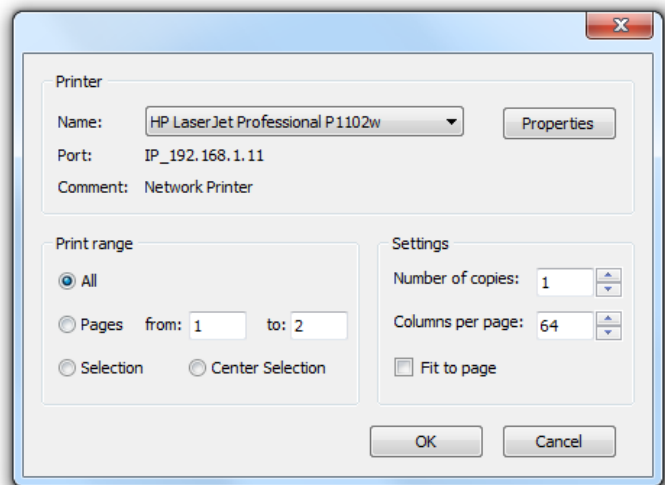 Printer
Name: HP LaserJet Professional P1102w Properties
Port: IP_192.168.1.11
Comment: Network Printer
Print range
All
Pages from: 1 to: 2
Selection Center Selection
Settings
Number of copies: 1
Columns per page: 64
Fit to page
OK Cancel